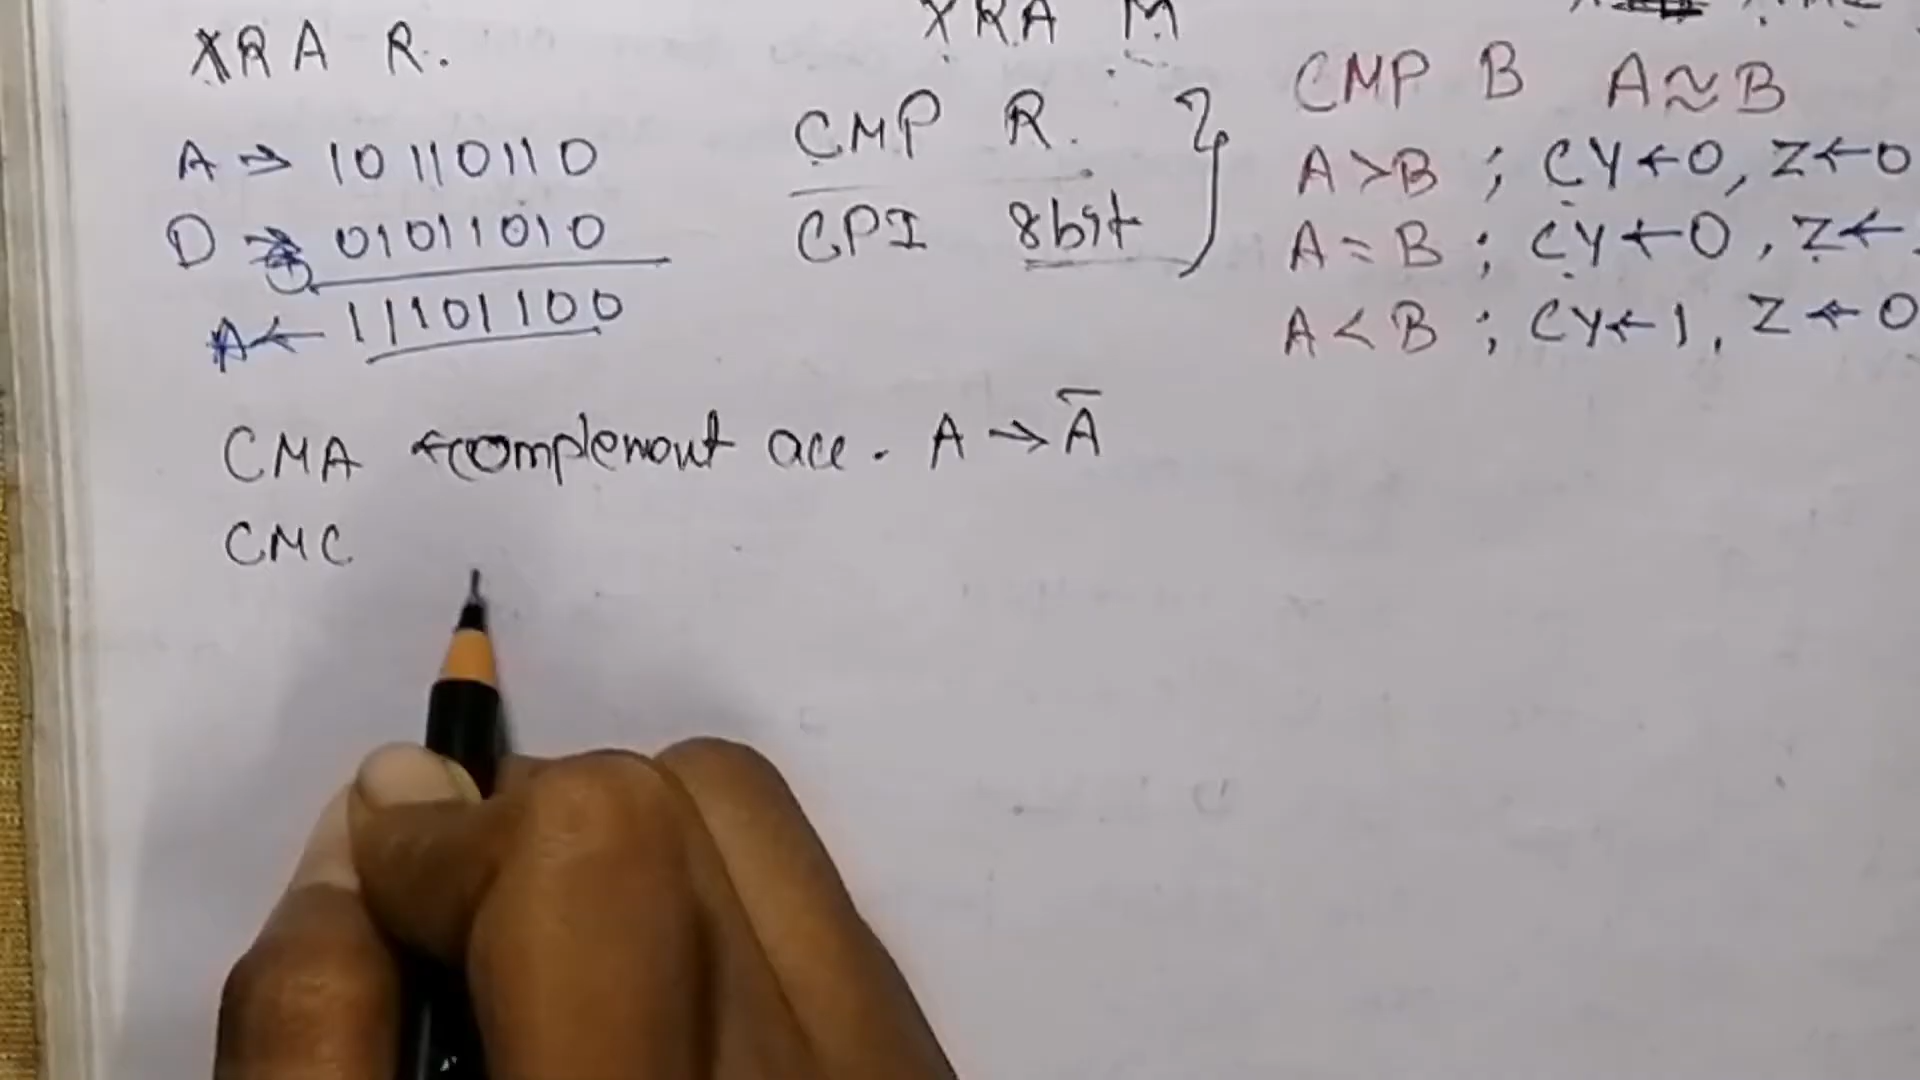 XRA R.
XRA M
A → 10110110
D → 01011010
⊕
A ← 11101100
CMP R.
CPI 8bit
CMP B A≈B
A>B ; CY←0, Z←0
A=B ; CY←0, Z←
A<B ; CY←1, Z←0
CMA ←complemout acc. A → A̅
CMC